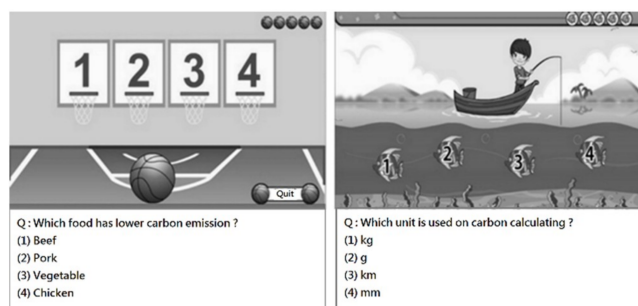 1 2 3 4
Quit
Q : Which food has lower carbon emission ?
(1) Beef
(2) Pork
(3) Vegetable
(4) Chicken
1 2 3 4
Q : Which unit is used on carbon calculating ?
(1) kg
(2) g
(3) km
(4) mm